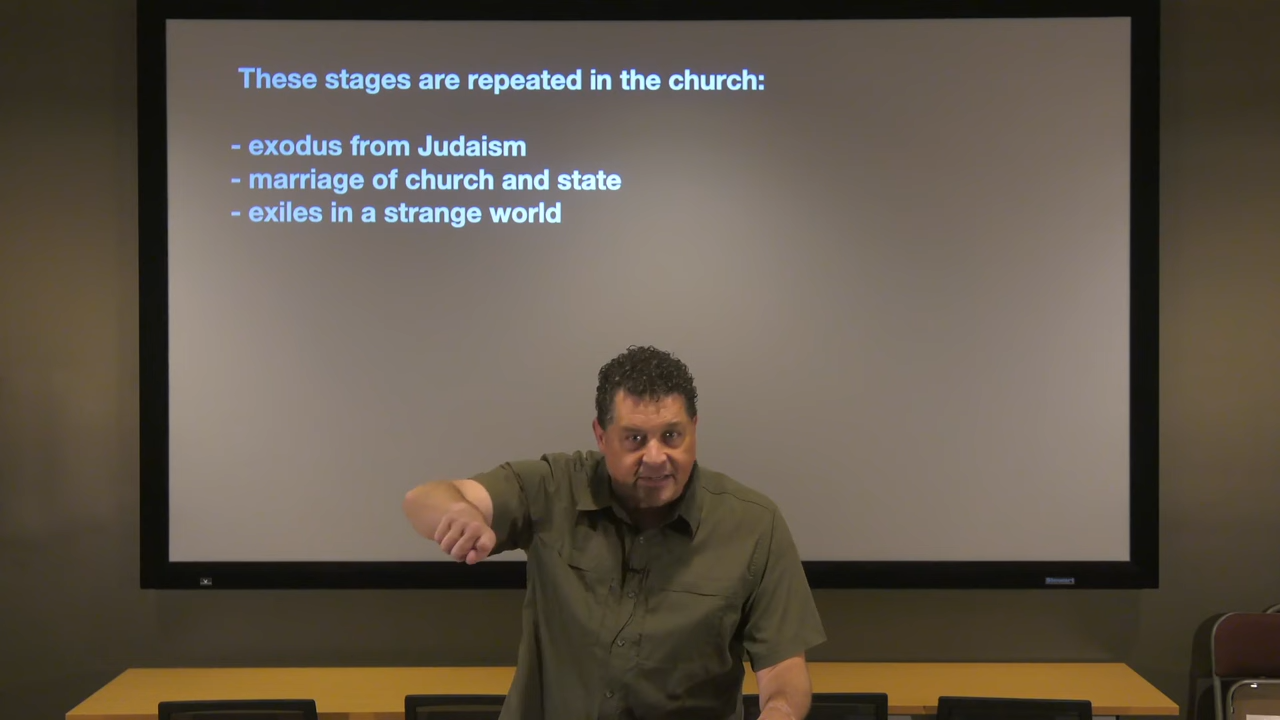 These stages are repeated in the church:
- exodus from Judaism
- marriage of church and state
- exiles in a strange world